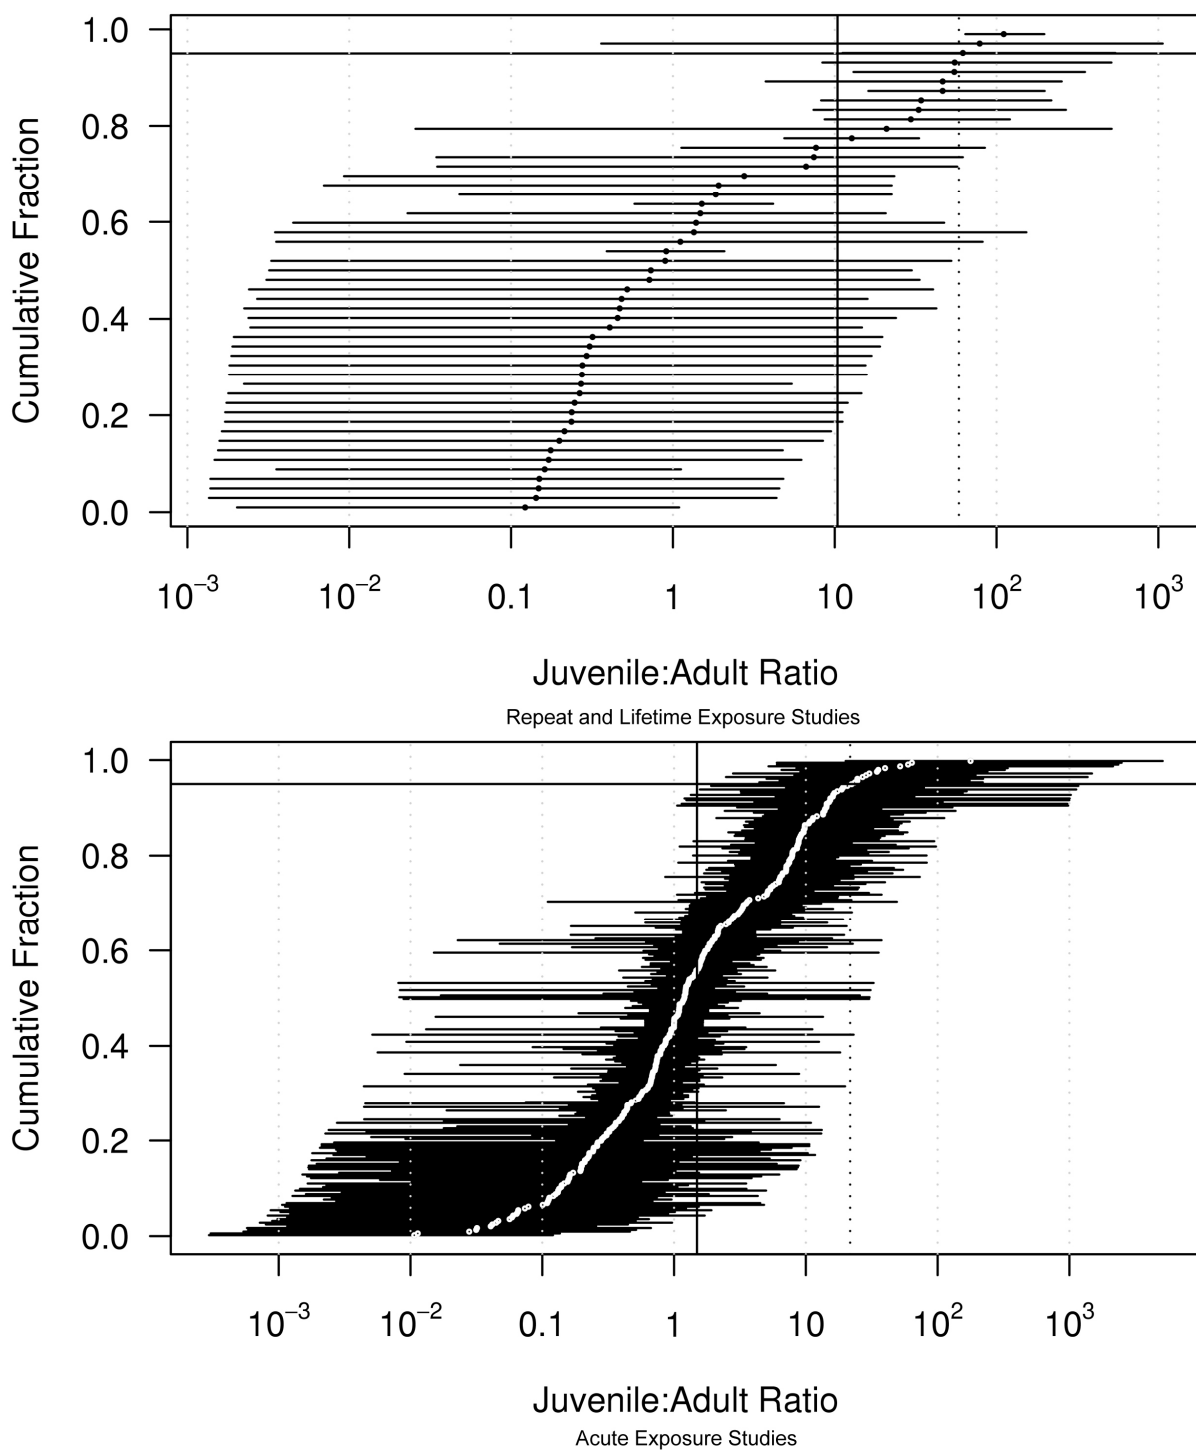 1.0
0.8
0.6
0.4
0.2
0.0
Cumulative Fraction
10⁻³ 10⁻² 0.1 1 10 10² 10³
Juvenile:Adult Ratio
Repeat and Lifetime Exposure Studies
1.0
0.8
0.6
0.4
0.2
0.0
Cumulative Fraction
10⁻³ 10⁻² 0.1 1 10 10² 10³
Juvenile:Adult Ratio
Acute Exposure Studies